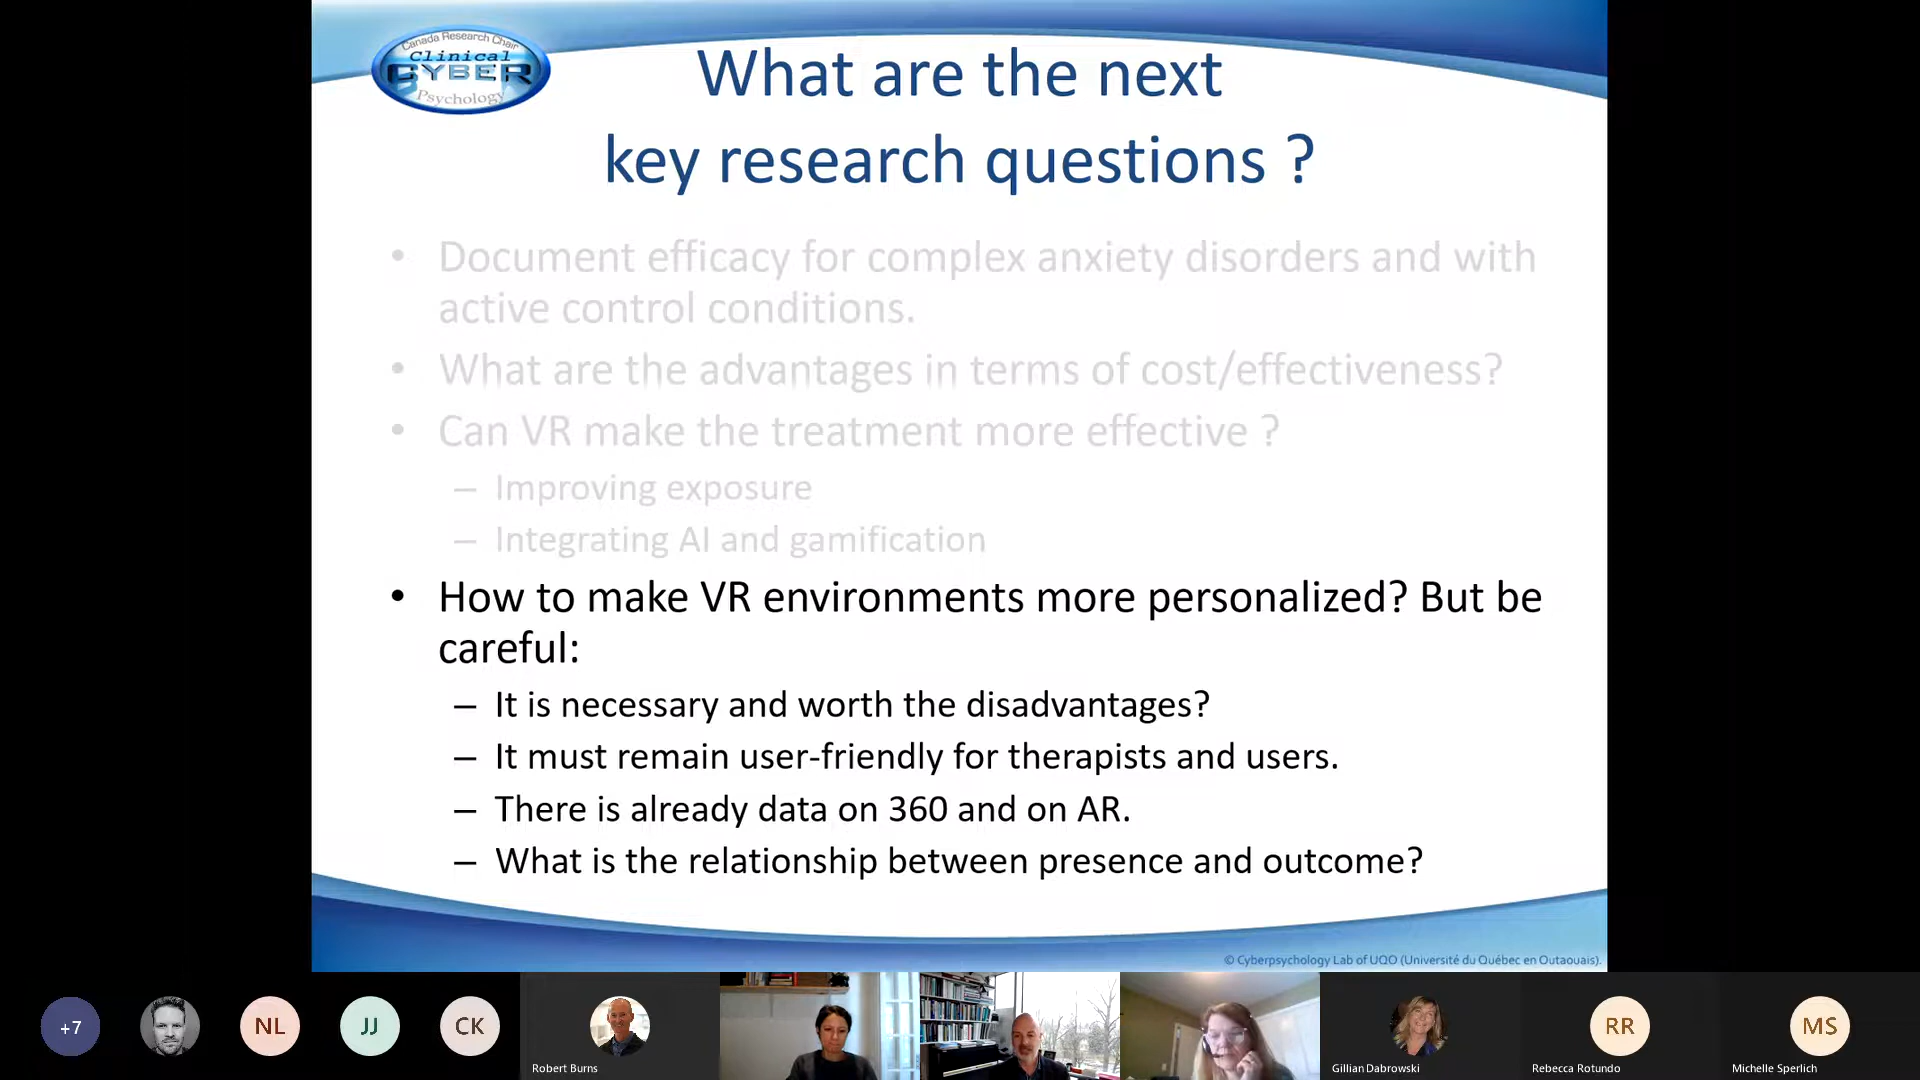 Canada Research Chair
Clinical
CYBER
Psychology
What are the next
key research questions ?
• Document efficacy for complex anxiety disorders and with
active control conditions.
• What are the advantages in terms of cost/effectiveness?
• Can VR make the treatment more effective ?
– Improving exposure
– Integrating AI and gamification
• How to make VR environments more personalized? But be
careful:
– It is necessary and worth the disadvantages?
– It must remain user-friendly for therapists and users.
– There is already data on 360 and on AR.
– What is the relationship between presence and outcome?
© Cyberpsychology Lab of UQO (Université du Québec en Outaouais).
+7
NL
JJ
CK
RR
MS
Robert Burns
Gillian Dabrowski
Rebecca Rotundo
Michelle Sperlich